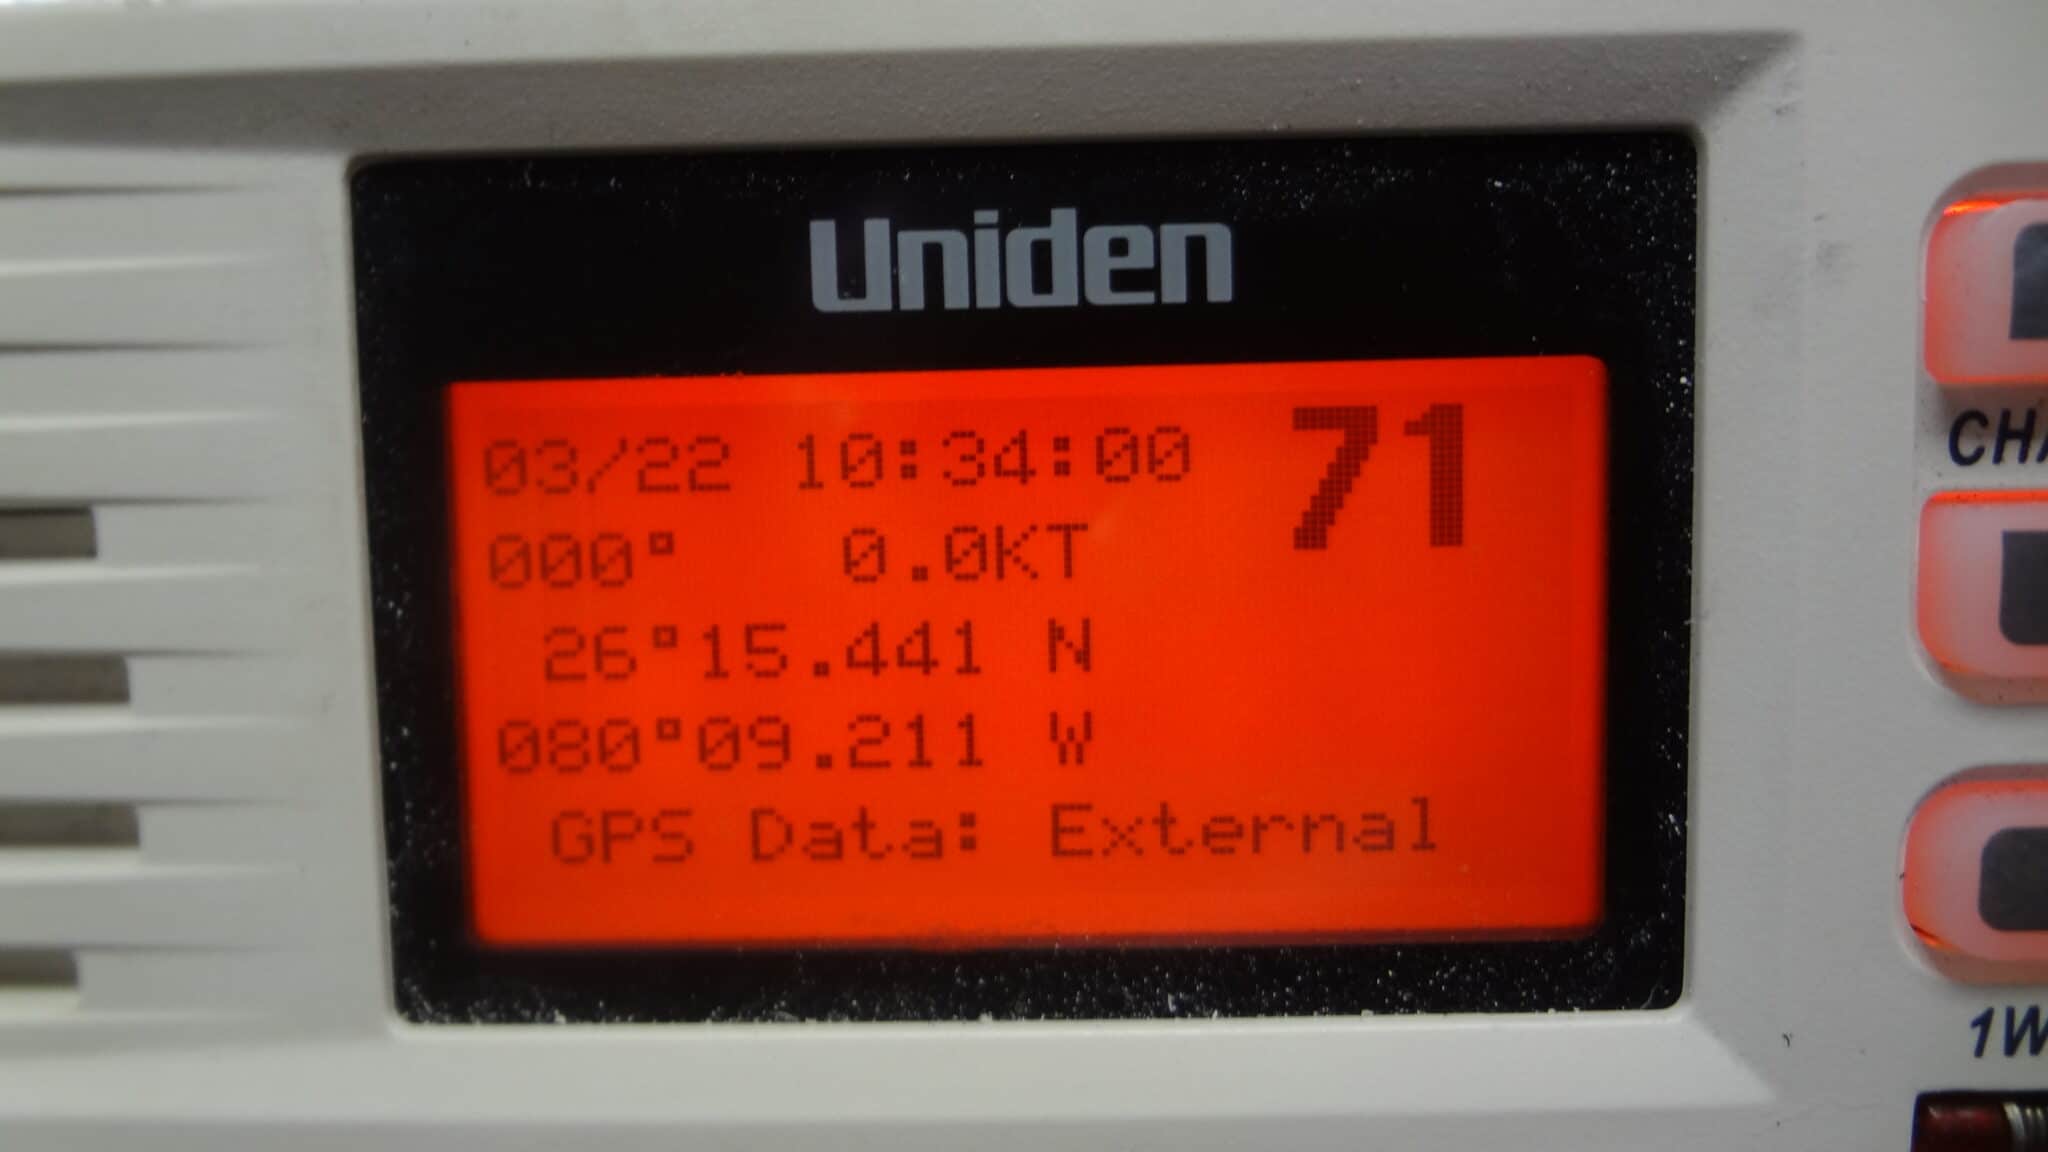 Uniden
03/22 10:34:00 71
000° 0.0KT
26°15.441 N
080°09.211 W
GPS Data: External